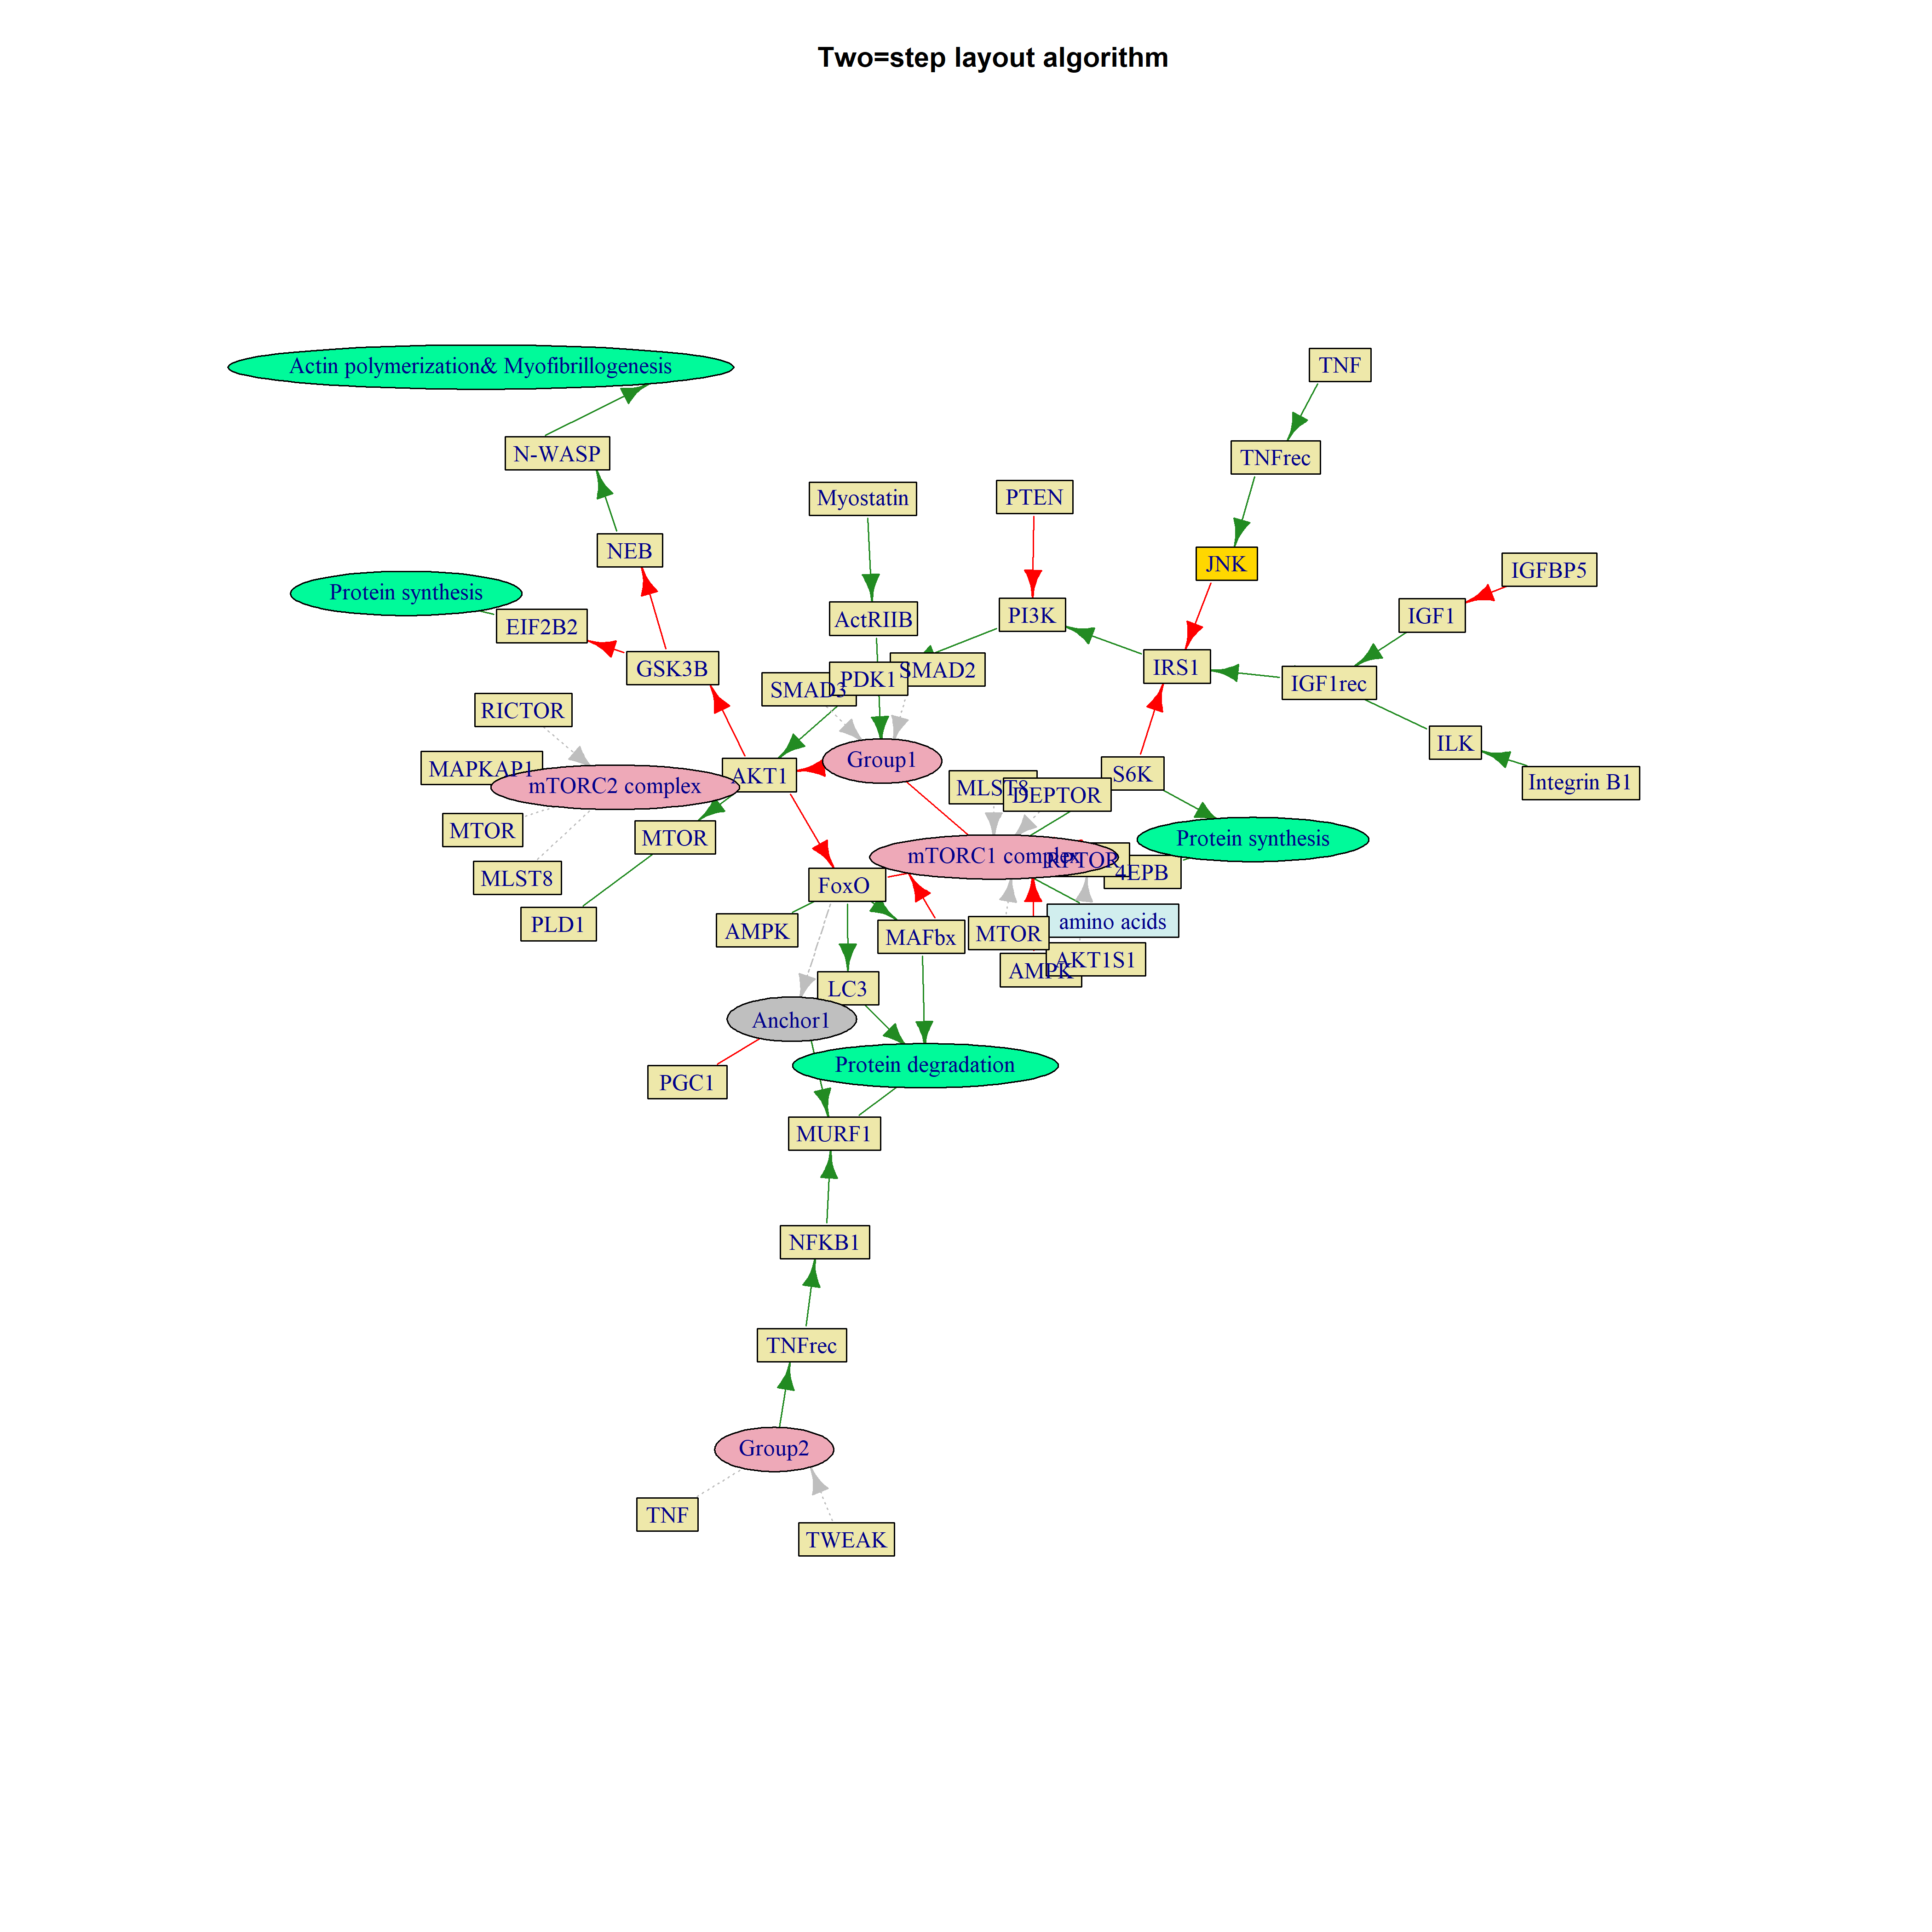 Two=step layout algorithm
Actin polymerization& Myofibrillogenesis
TNF
N-WASP
TNFrec
Myostatin
PTEN
NEB
JNK
IGFBP5
Protein synthesis
EIF2B2
ActRIIB
PI3K
IGF1
GSK3B
SMAD3
PDK1
SMAD2
IRS1
IGF1rec
RICTOR
ILK
MAPKAP1
mTORC2 complex
AKT1
Group1
MLST8
DEPTOR
S6K
Integrin B1
MTOR
MTOR
Protein synthesis
mTORC1 complex
RPTOR
4EPB
MLST8
FoxO
PLD1
AMPK
MAFbx
MTOR
amino acids
AMPK
AKT1S1
LC3
Anchor1
Protein degradation
PGC1
MURF1
NFKB1
TNFrec
Group2
TNF
TWEAK